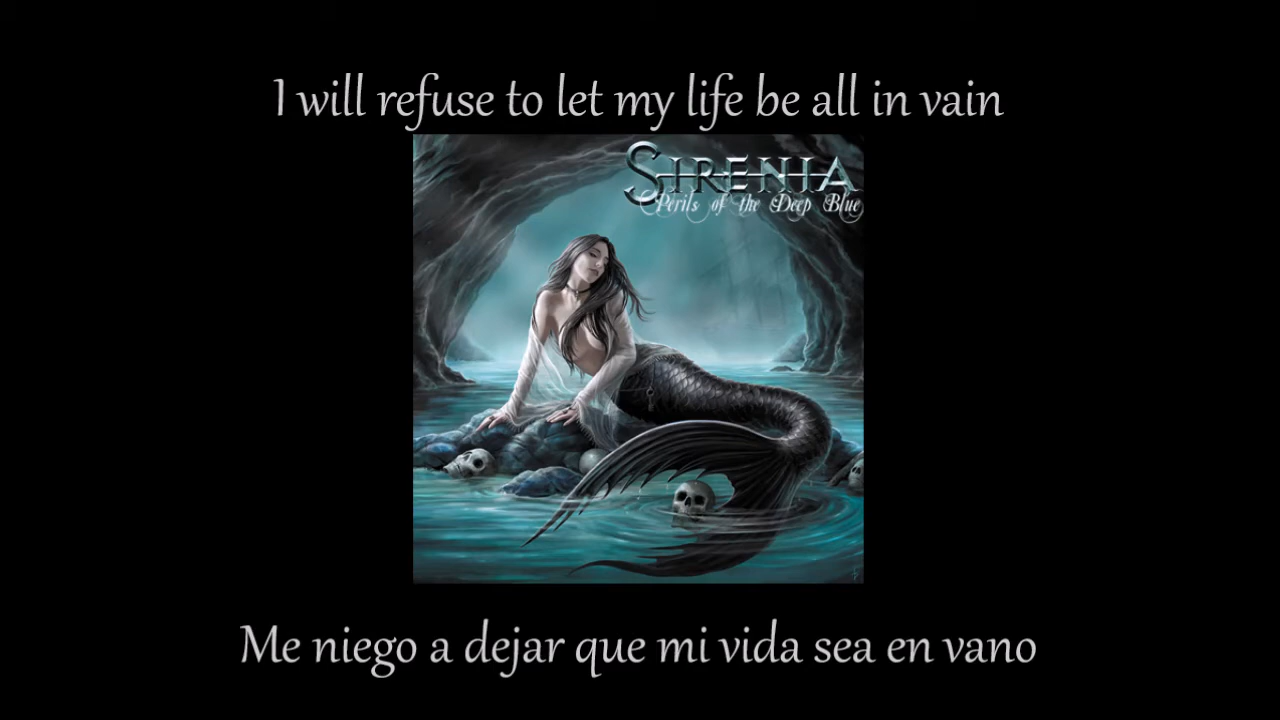 I will refuse to let my life be all in vain
SIRENIA
Perils of the Deep Blue
Me niego a dejar que mi vida sea en vano